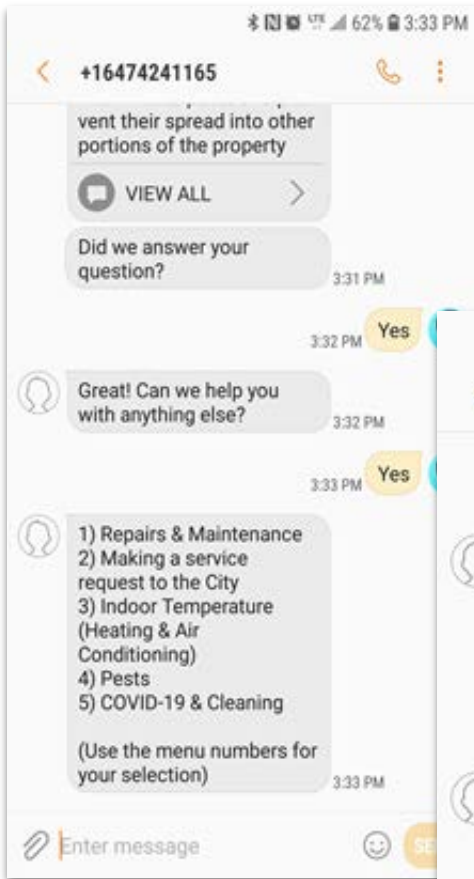 LTE 62% 3:33 PM
+16474241165
vent their spread into other
portions of the property
VIEW ALL
Did we answer your
question?
3:31 PM
3:32 PM Yes
Great! Can we help you
with anything else?
3:32 PM
3:33 PM Yes
1) Repairs & Maintenance
2) Making a service
request to the City
3) Indoor Temperature
(Heating & Air
Conditioning)
4) Pests
5) COVID-19 & Cleaning
(Use the menu numbers for
your selection)
3:33 PM
Enter message